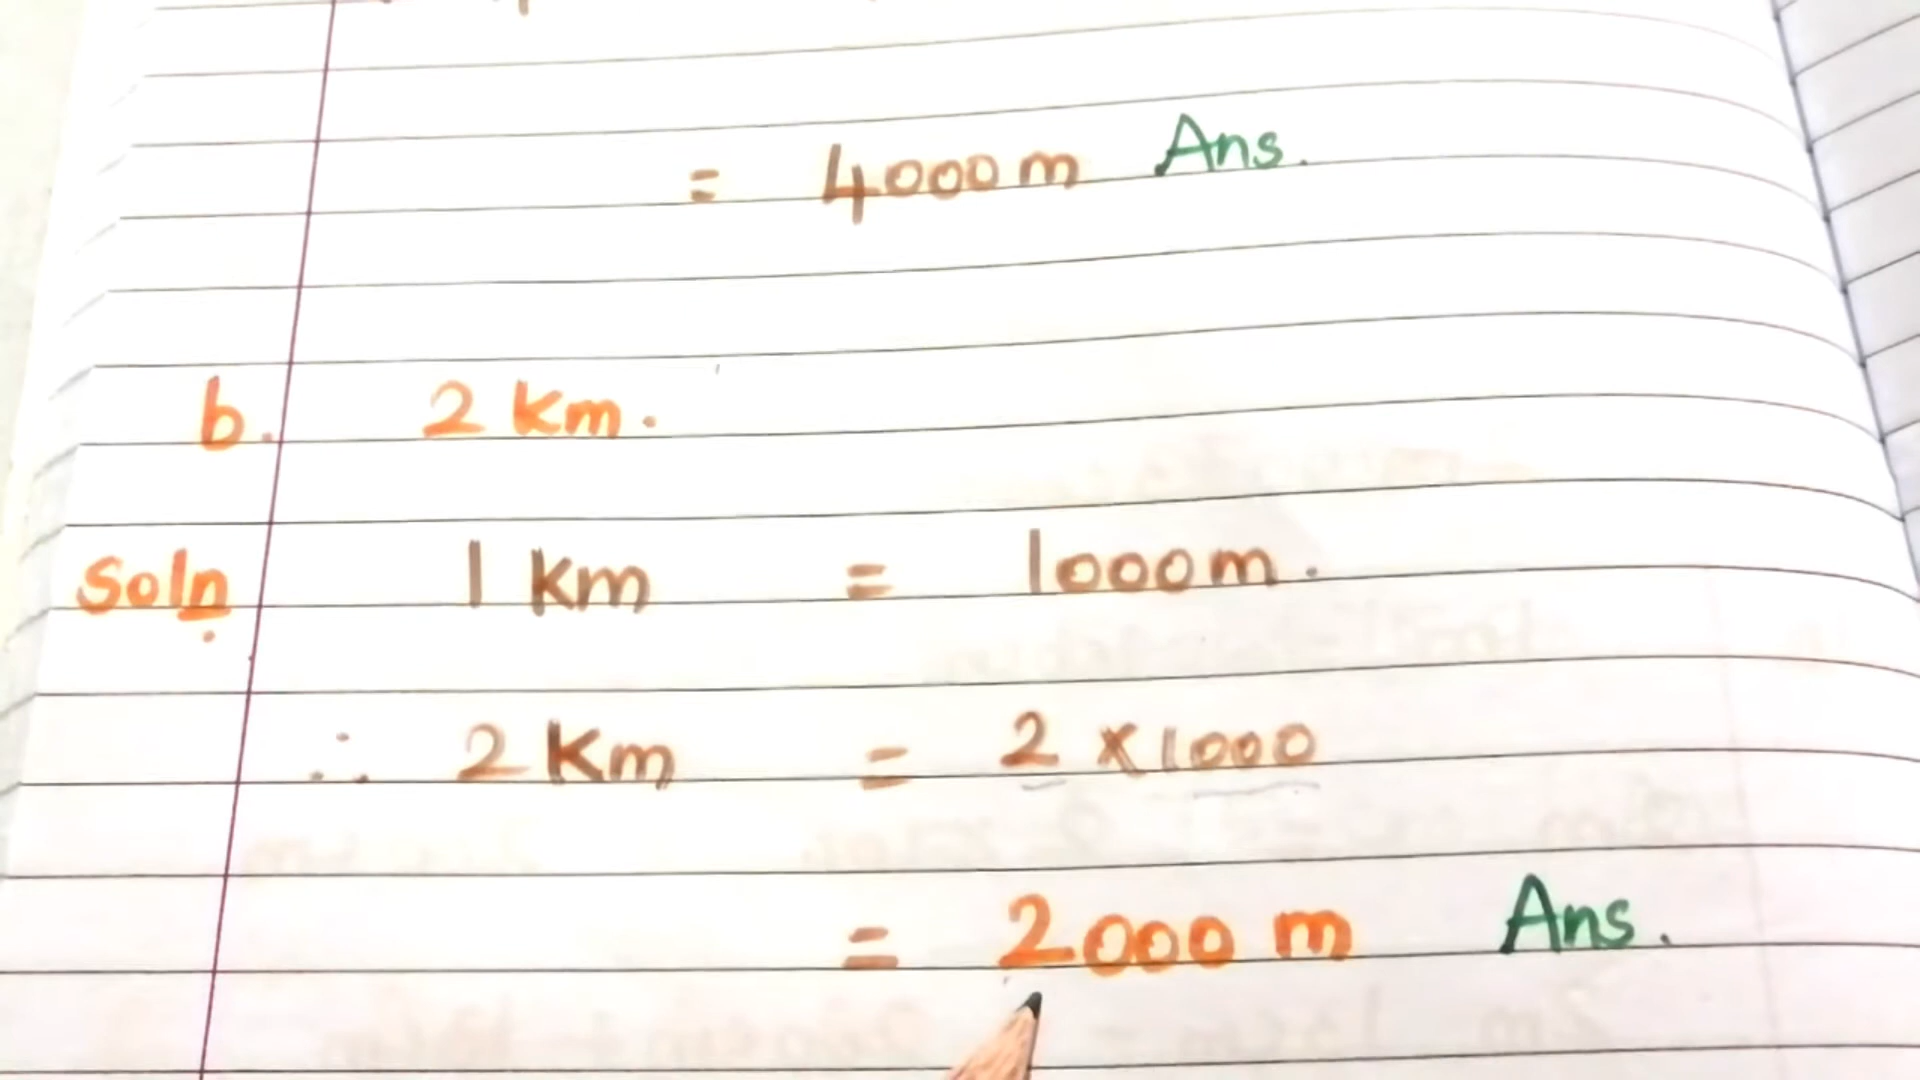 = 4000 m Ans.
b. 2 Km.
Soln 1 Km = 1000 m.
∴ 2 Km = 2 × 1000
= 2000 m Ans.